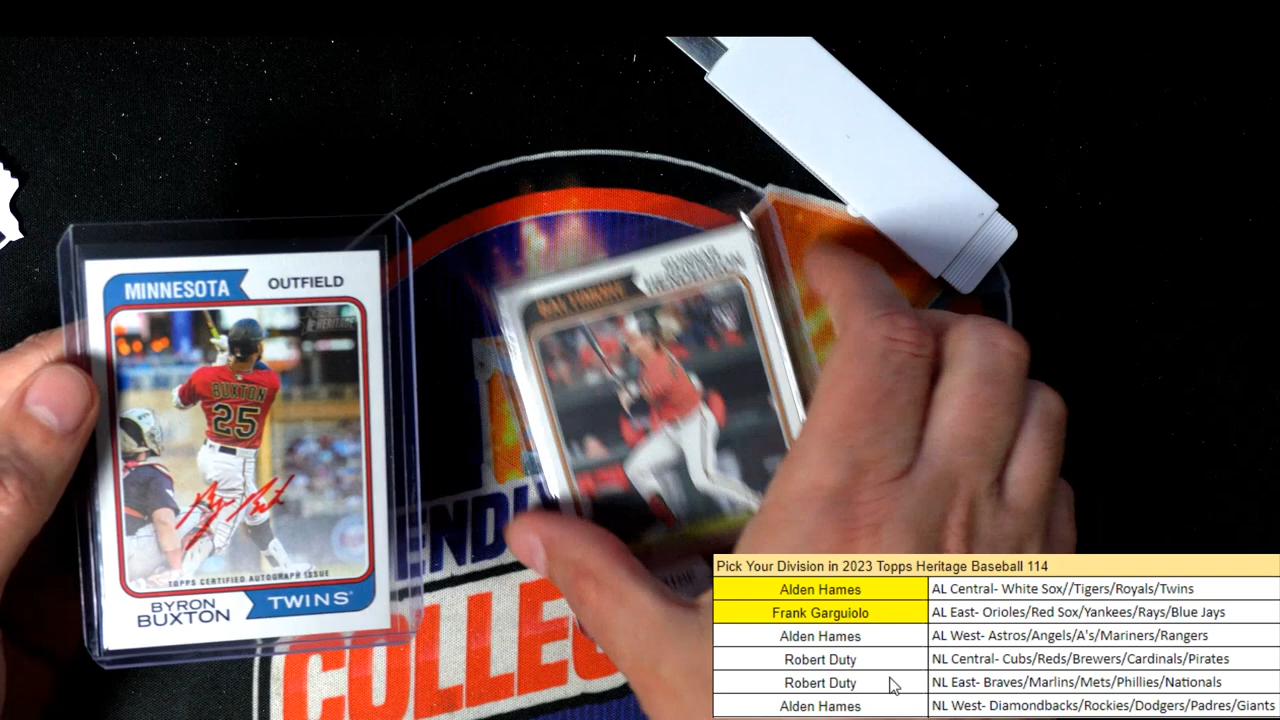 MINNESOTA
OUTFIELD
BUXTON
25
TOPPS CERTIFIED AUTOGRAPH ISSUE
BYRON
BUXTON
TWINS
BALTIMORE
COLLE
Pick Your Division in 2023 Topps Heritage Baseball 114
Alden Hames AL Central- White Sox//Tigers/Royals/Twins
Frank Garguiolo AL East- Orioles/Red Sox/Yankees/Rays/Blue Jays
Alden Hames AL West- Astros/Angels/A's/Mariners/Rangers
Robert Duty NL Central- Cubs/Reds/Brewers/Cardinals/Pirates
Robert Duty NL East- Braves/Marlins/Mets/Phillies/Nationals
Alden Hames NL West- Diamondbacks/Rockies/Dodgers/Padres/Giants